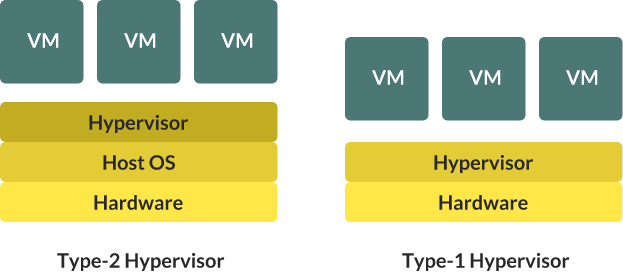 VM VM VM
Hypervisor
Host OS
Hardware
Type-2 Hypervisor
VM VM VM
Hypervisor
Hardware
Type-1 Hypervisor